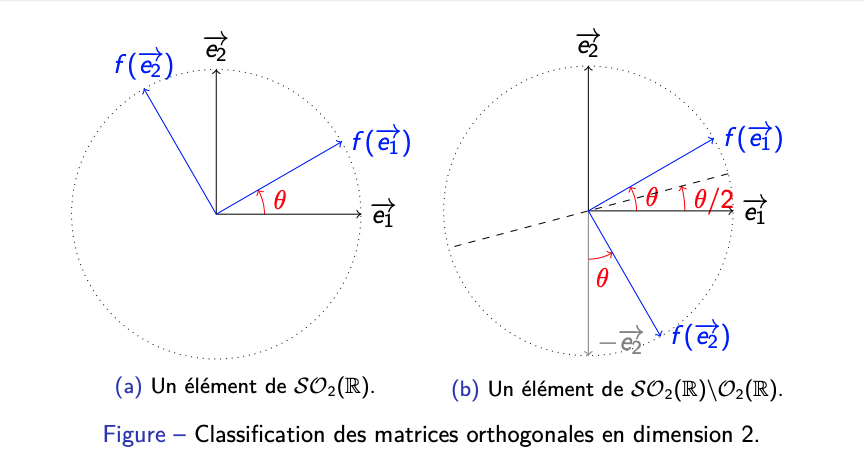 $\overrightarrow{e_2}$
$f(\overrightarrow{e_2})$
$f(\overrightarrow{e_1})$
$\theta$
$\overrightarrow{e_1}$
(a) Un élément de $\mathcal{SO}_2(\mathbb{R})$.
$\overrightarrow{e_2}$
$f(\overrightarrow{e_1})$
$\theta$
$\theta/2$
$\overrightarrow{e_1}$
$\theta$
$-\overrightarrow{e_2}$
$f(\overrightarrow{e_2})$
(b) Un élément de $\mathcal{SO}_2(\mathbb{R})\backslash\mathcal{O}_2(\mathbb{R})$.
Figure – Classification des matrices orthogonales en dimension 2.